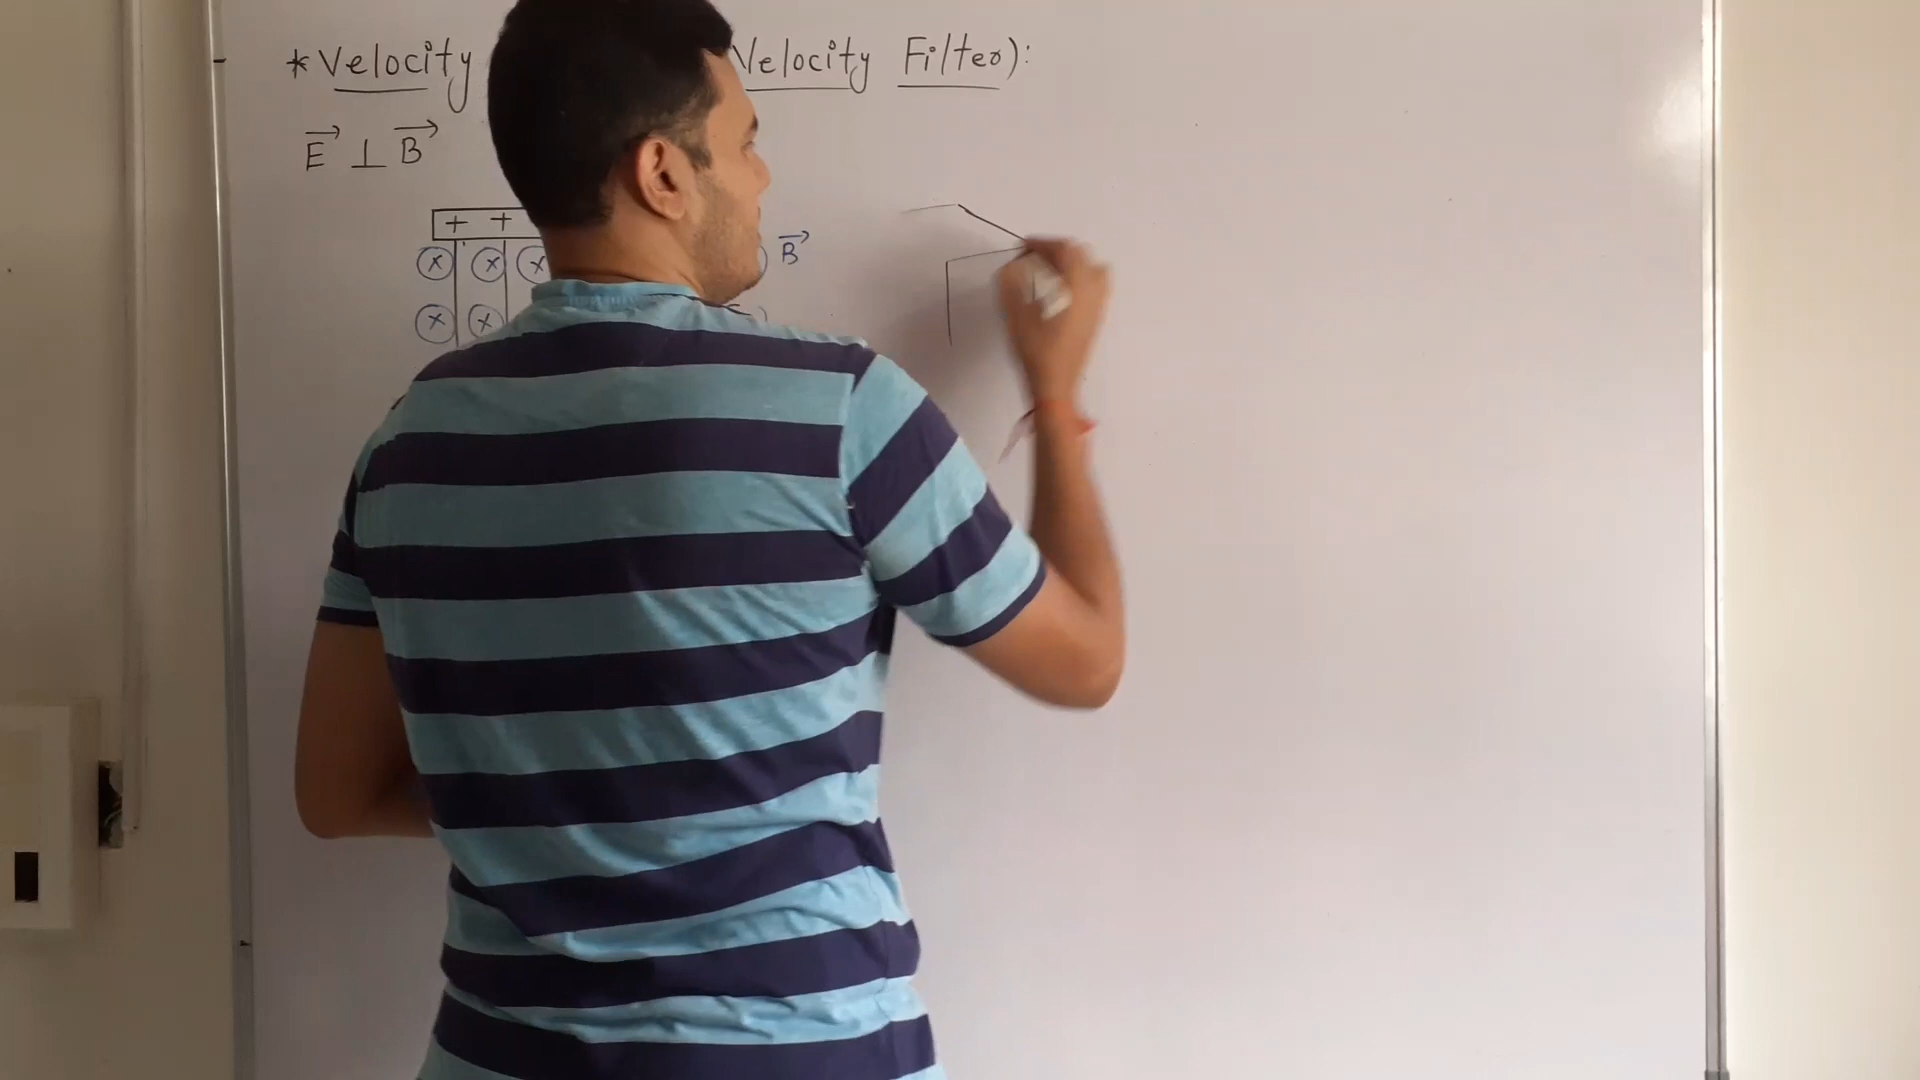 *Velocity Velocity Filter):
E⃗ ⊥ B⃗
+ +
x x x B⃗
x x